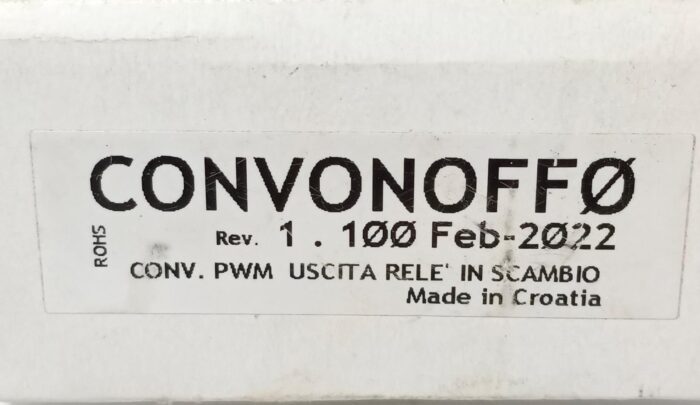 CONVONOFFØ
ROHS
Rev. 1 . 1ØØ Feb-2Ø22
CONV. PWM USCITA RELE' IN SCAMBIO
Made in Croatia